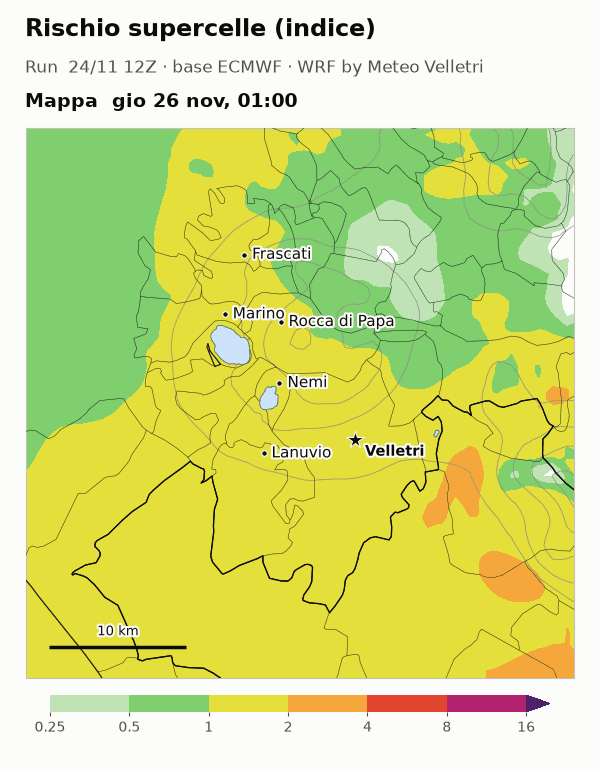 Rischio supercelle (indice)
Run  24/11 12Z · base ECMWF · WRF by Meteo Velletri
Mappa  gio 26 nov, 01:00
Frascati
Marino
Rocca di Papa
Nemi
Velletri
Lanuvio
10 km
0.25 0.5 1 2 4 8 16